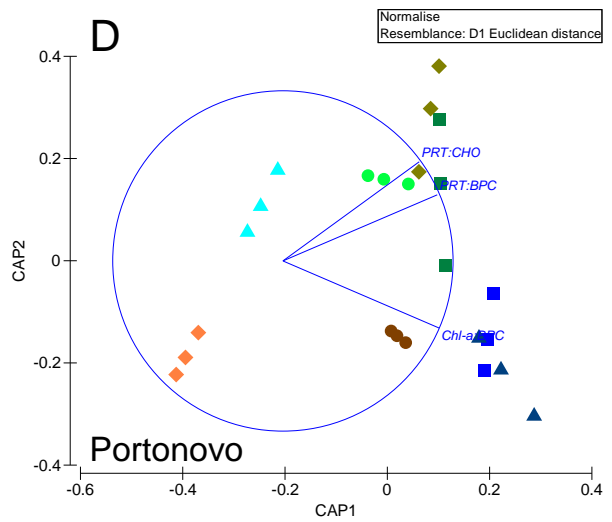 D
Normalise
Resemblance: D1 Euclidean distance
0.4
0.2
0
-0.2
-0.4
CAP2
PRT:CHO
PRT:BPC
Chl-a:BPC
Portonovo
-0.6
-0.4
-0.2
0
0.2
0.4
CAP1